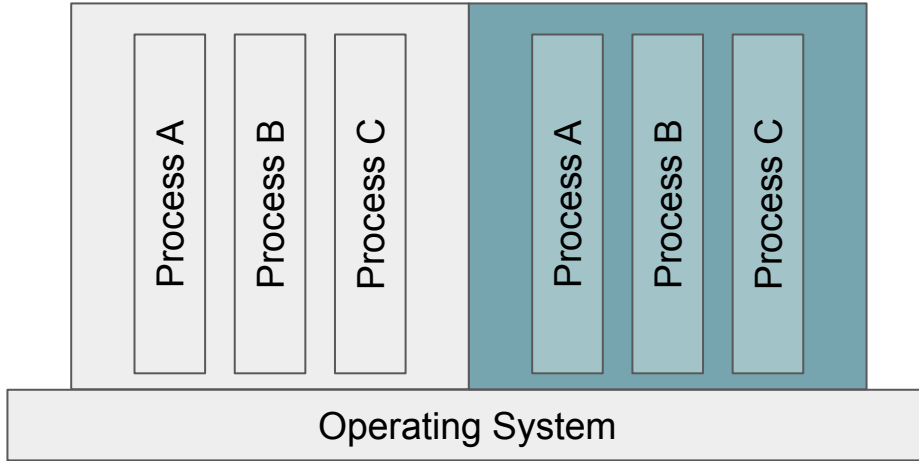 Process A
Process B
Process C
Process A
Process B
Process C
Operating System